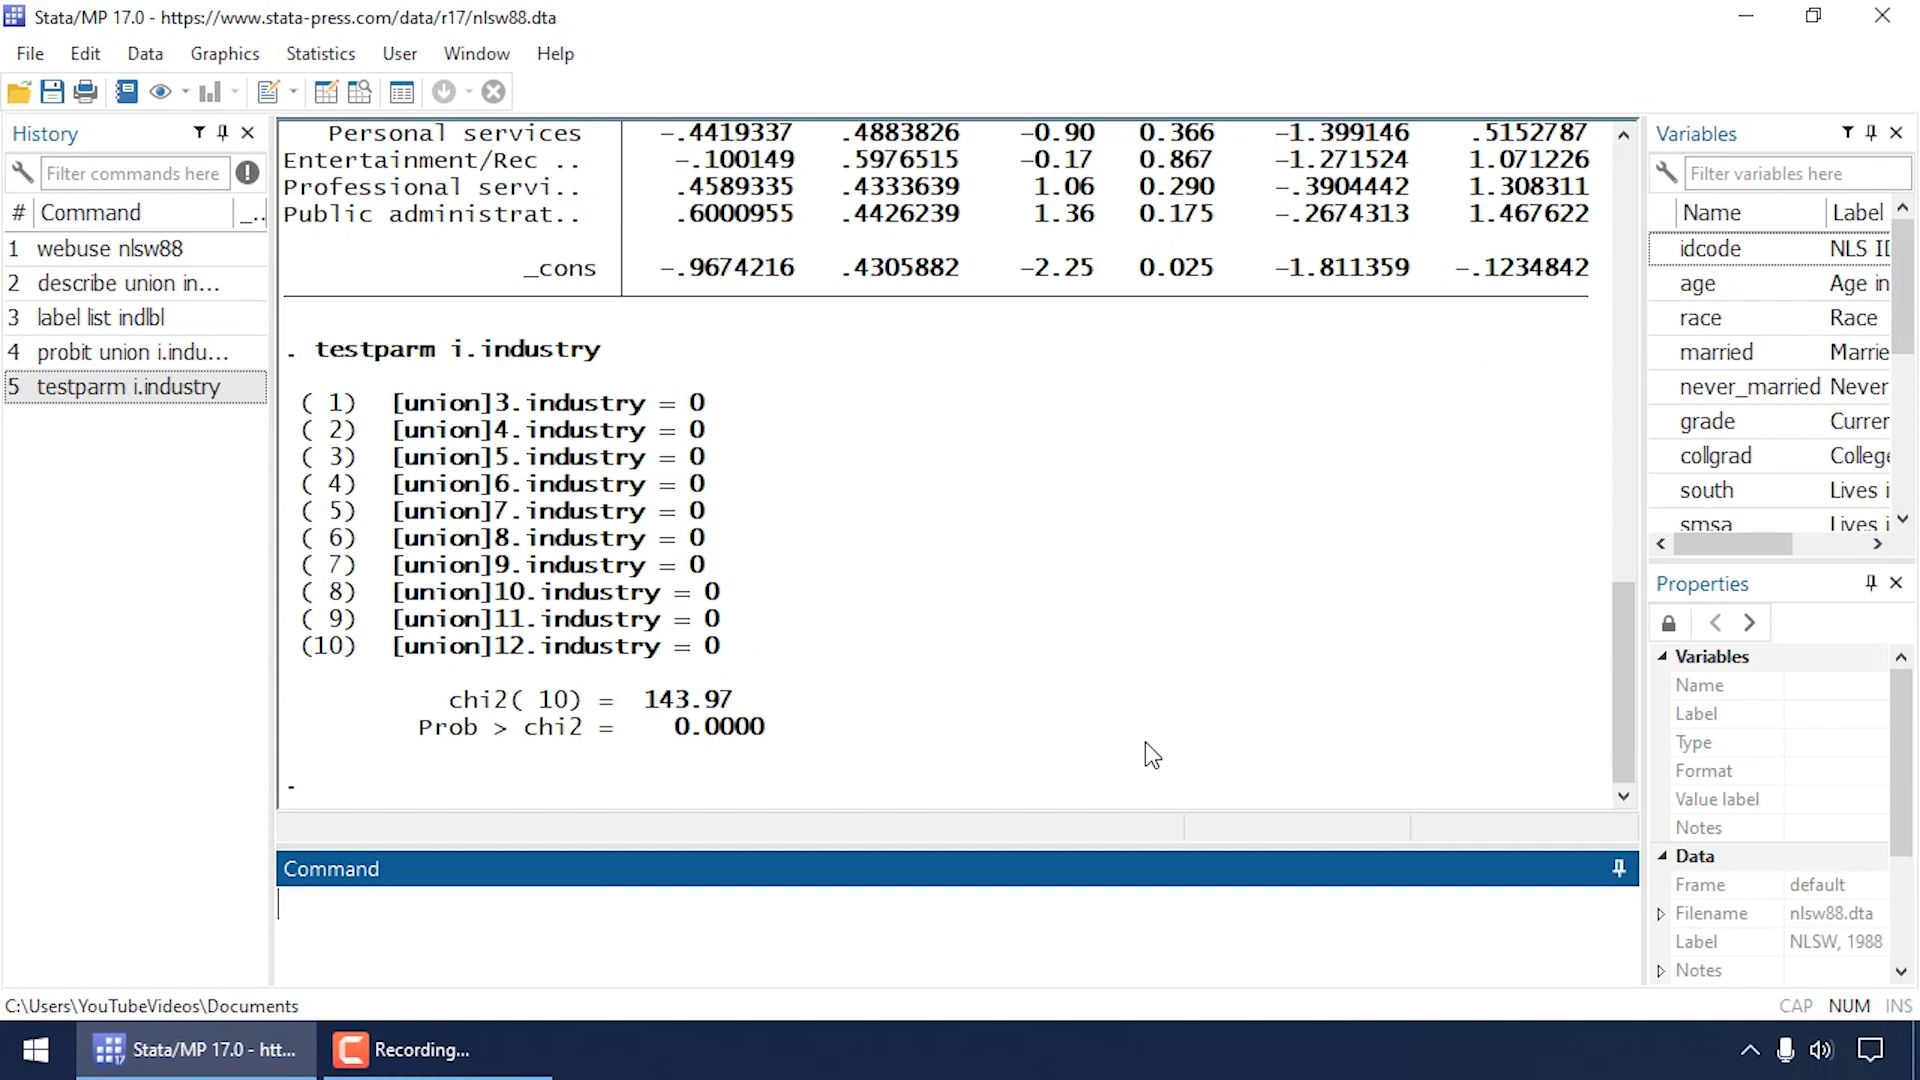 Stata/MP 17.0 - https://www.stata-press.com/data/r17/nlsw88.dta
File Edit Data Graphics Statistics User Window Help
History
Filter commands here
# Command _..
1 webuse nlsw88
2 describe union in...
3 label list indlbl
4 probit union i.indu...
5 testparm i.industry
Personal services -.4419337 .4883826 -0.90 0.366 -1.399146 .5152787
Entertainment/Rec .. -.100149 .5976515 -0.17 0.867 -1.271524 1.071226
Professional servi.. .4589335 .4333639 1.06 0.290 -.3904442 1.308311
Public administrat.. .6000955 .4426239 1.36 0.175 -.2674313 1.467622
_cons -.9674216 .4305882 -2.25 0.025 -1.811359 -.1234842
. testparm i.industry
( 1) [union]3.industry = 0
( 2) [union]4.industry = 0
( 3) [union]5.industry = 0
( 4) [union]6.industry = 0
( 5) [union]7.industry = 0
( 6) [union]8.industry = 0
( 7) [union]9.industry = 0
( 8) [union]10.industry = 0
( 9) [union]11.industry = 0
(10) [union]12.industry = 0
chi2( 10) = 143.97
Prob > chi2 = 0.0000
.
Command
Variables
Filter variables here
Name Label
idcode NLS ID
age Age in
race Race
married Marrie
never_married Never
grade Curren
collgrad College
south Lives i
smsa Lives i
Properties
Variables
Name
Label
Type
Format
Value label
Notes
Data
Frame default
Filename nlsw88.dta
Label NLSW, 1988
Notes
C:\Users\YouTubeVideos\Documents
CAP NUM INS
17 Stata/MP 17.0 - htt...
Recording...